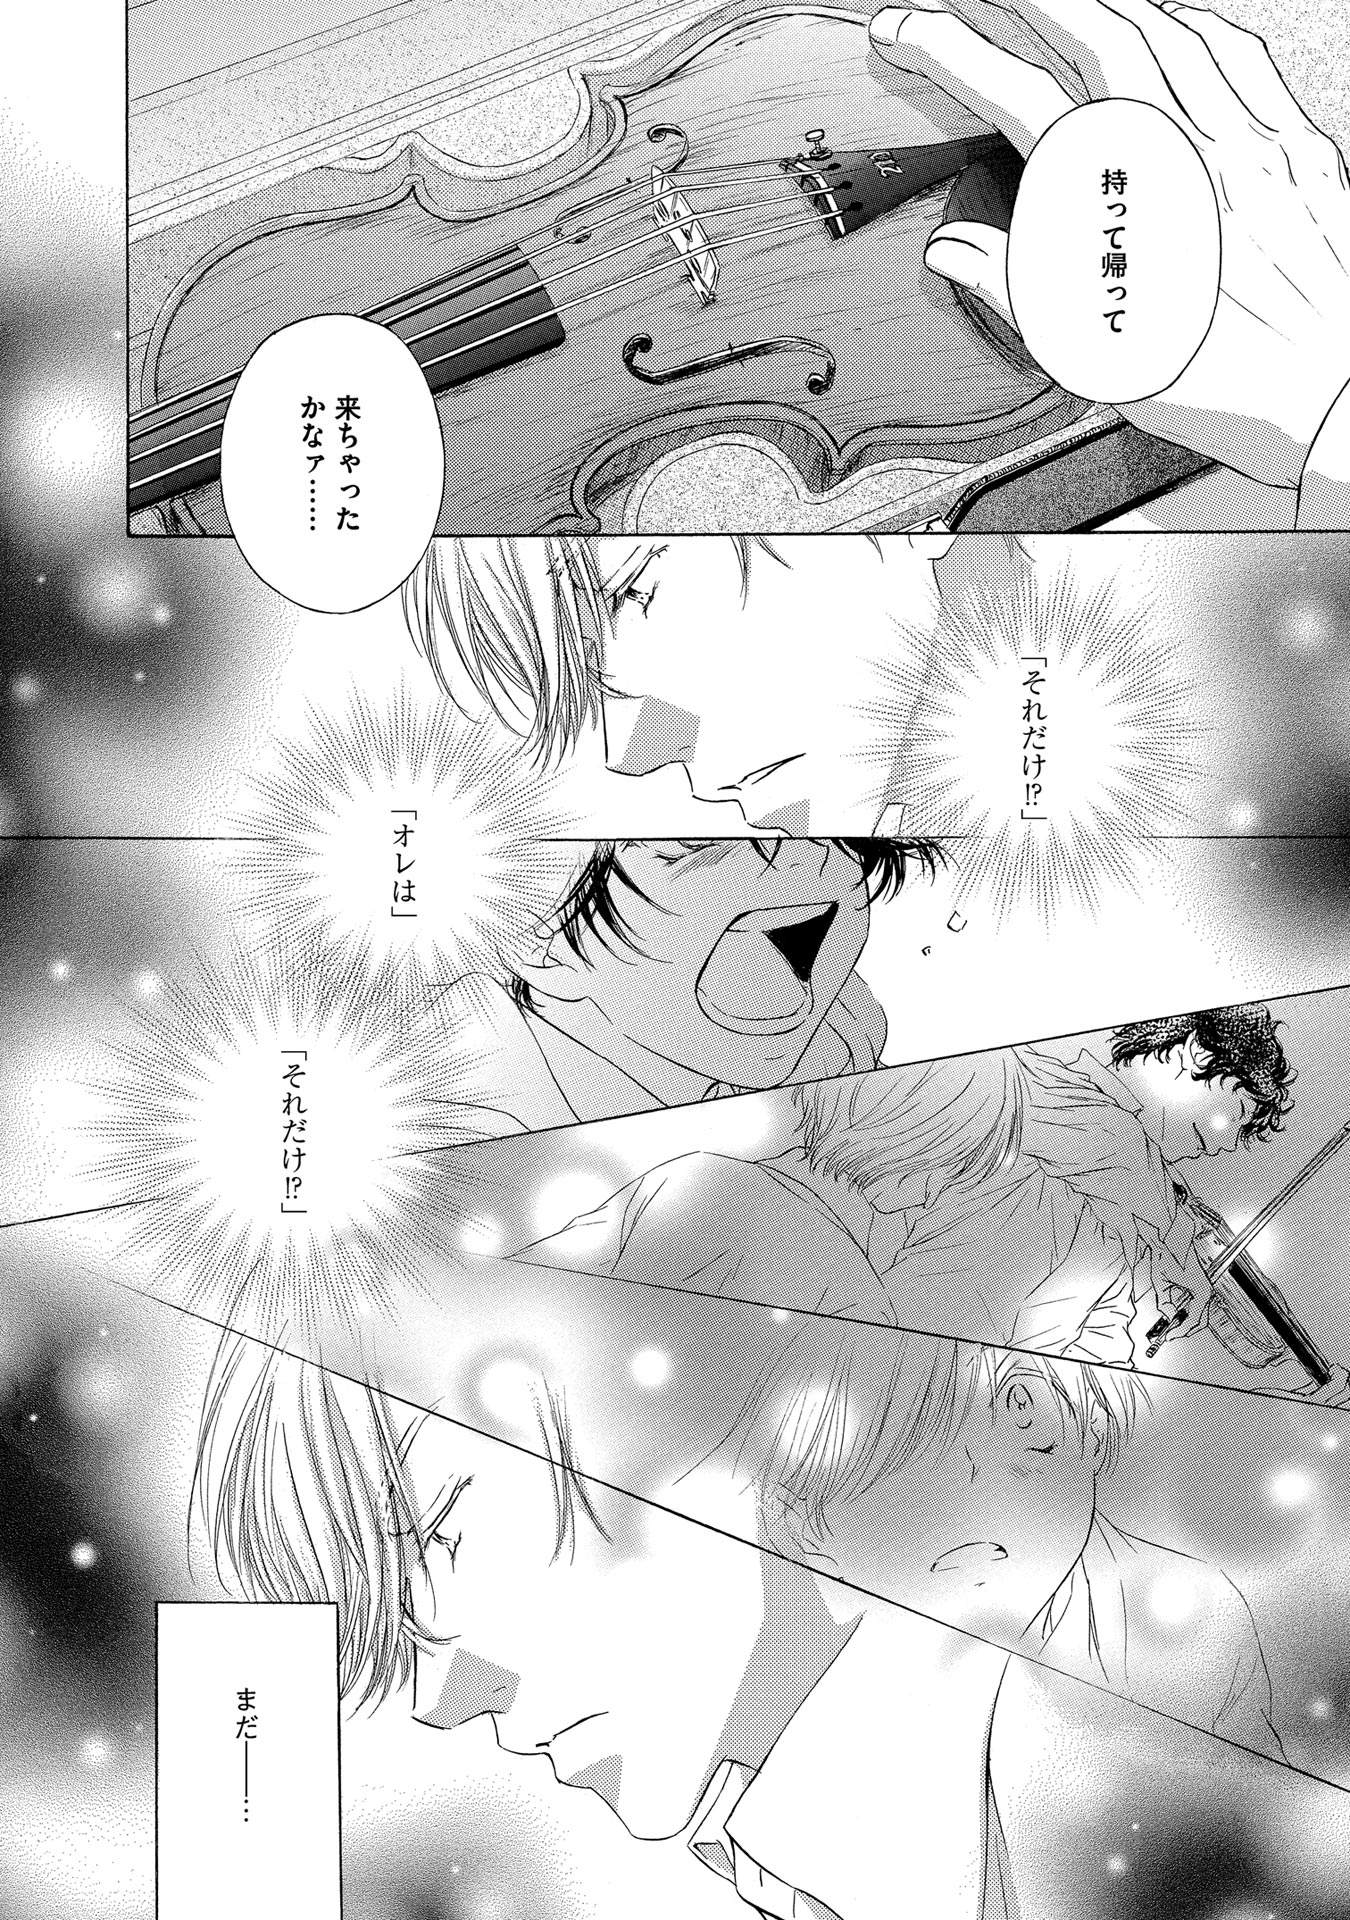 持って帰って
来ちゃった
かなァ……
「それだけ!?」
「オレは」
「それだけ!?」
まだ――…